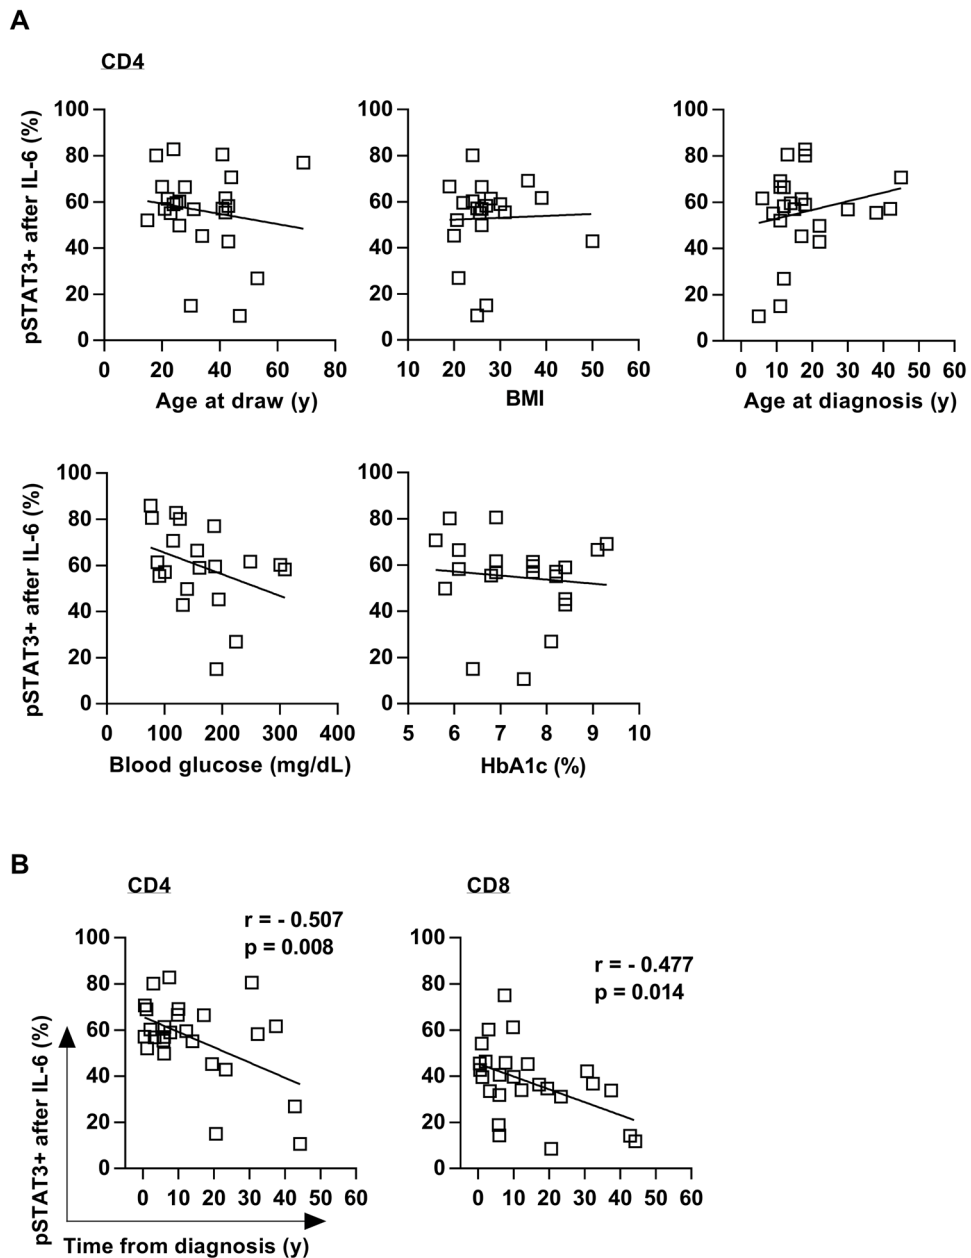 A
CD4
pSTAT3+ after IL-6 (%)
100
80
60
40
20
0
0 20 40 60 80
Age at draw (y)
100
80
60
40
20
0
10 20 30 40 50 60
BMI
100
80
60
40
20
0
0 10 20 30 40 50 60
Age at diagnosis (y)
pSTAT3+ after IL-6 (%)
100
80
60
40
20
0
0 100 200 300 400
Blood glucose (mg/dL)
100
80
60
40
20
0
5 6 7 8 9 10
HbA1c (%)
B
CD4
r = - 0.507
p = 0.008
pSTAT3+ after IL-6 (%)
100
80
60
40
20
0
0 10 20 30 40 50 60
Time from diagnosis (y)
CD8
r = - 0.477
p = 0.014
100
80
60
40
20
0
0 10 20 30 40 50 60